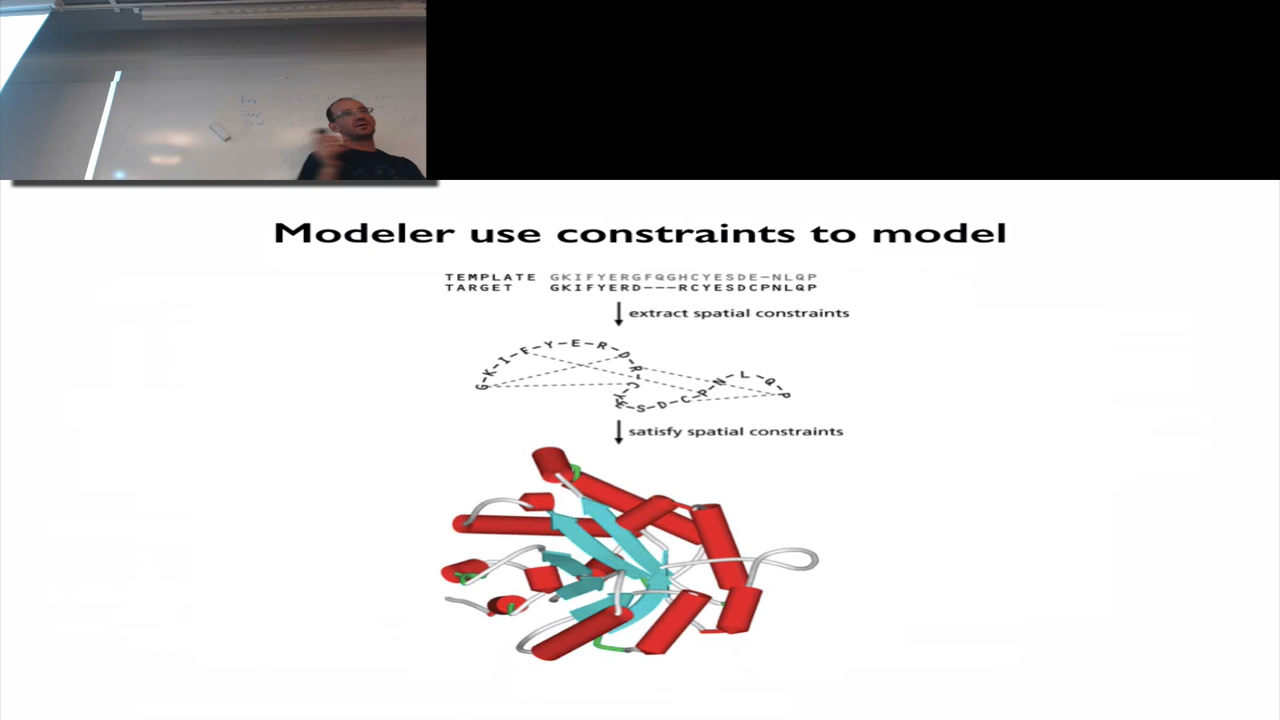 Modeler use constraints to model
TEMPLATE GKIFYERGFQGHCYESDE-NLQP
TARGET GKIFYERD---RCYESDCPNLQP
extract spatial constraints
G-K-I-F-Y-E-R-D-R-C-Y-E-S-D-C-P-N-L-Q-P
satisfy spatial constraints